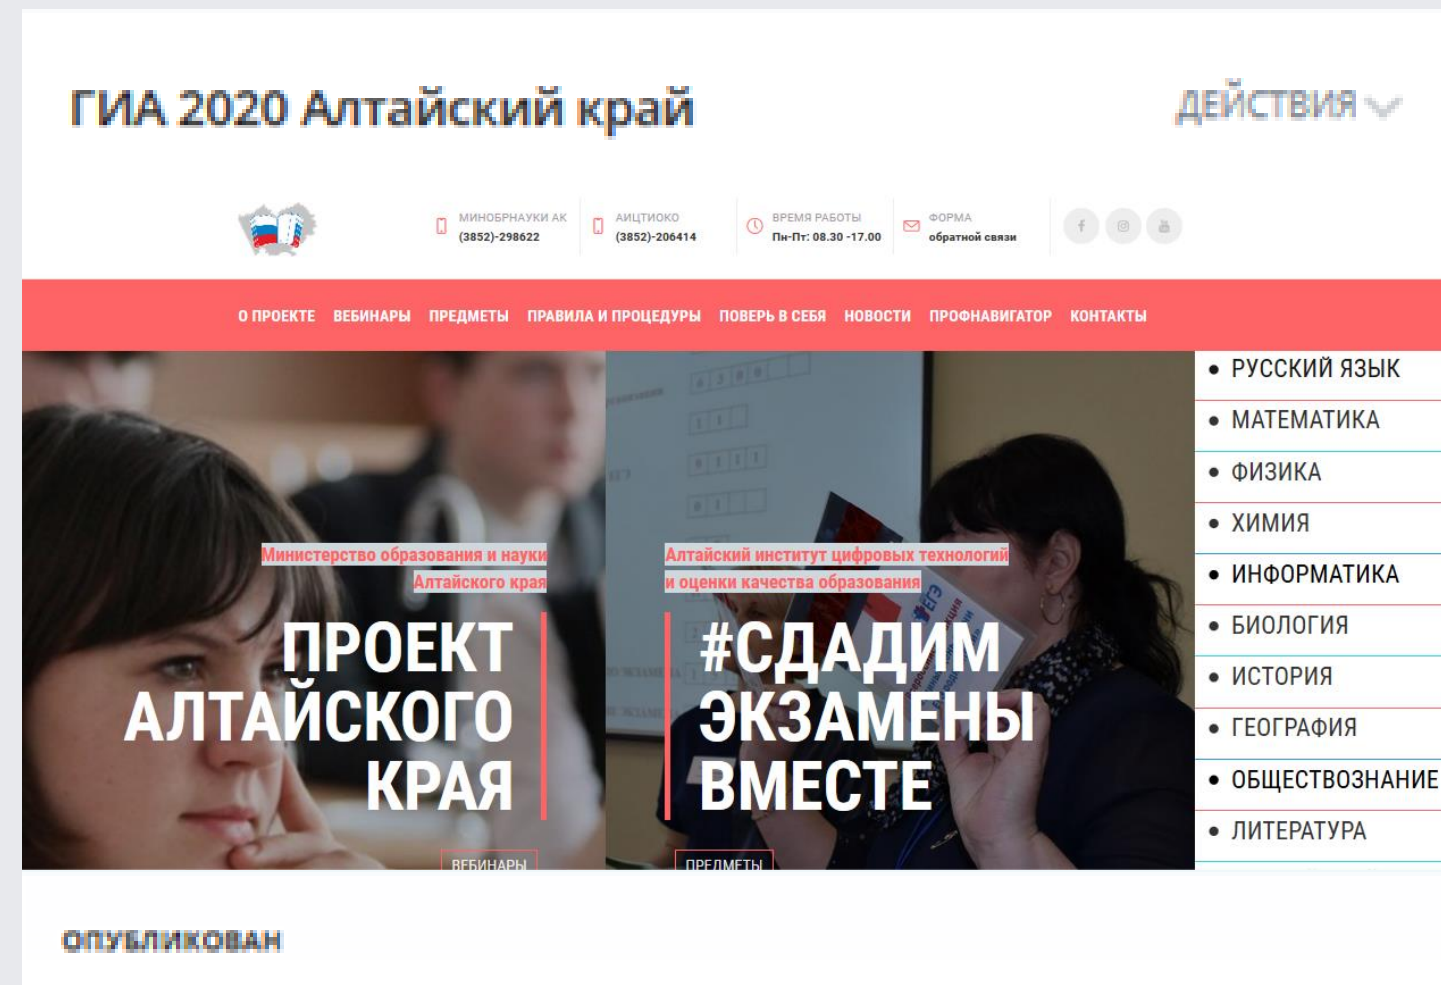 ГИА 2020 Алтайский край
ДЕЙСТВИЯ
МИНОБРНАУКИ АК
(3852)-298622
АИЦТИОКО
(3852)-206414
ВРЕМЯ РАБОТЫ
Пн-Пт: 08.30 -17.00
ФОРМА
обратной связи
О ПРОЕКТЕ ВЕБИНАРЫ ПРЕДМЕТЫ ПРАВИЛА И ПРОЦЕДУРЫ ПОВЕРЬ В СЕБЯ НОВОСТИ ПРОФНАВИГАТОР КОНТАКТЫ
Министерство образования и науки
Алтайского края
ПРОЕКТ
АЛТАЙСКОГО
КРАЯ
ВЕБИНАРЫ
Алтайский институт цифровых технологий
и оценки качества образования
#СДАДИМ
ЭКЗАМЕНЫ
ВМЕСТЕ
ПРЕДМЕТЫ
ЕГЭ
• РУССКИЙ ЯЗЫК
• МАТЕМАТИКА
• ФИЗИКА
• ХИМИЯ
• ИНФОРМАТИКА
• БИОЛОГИЯ
• ИСТОРИЯ
• ГЕОГРАФИЯ
• ОБЩЕСТВОЗНАНИЕ
• ЛИТЕРАТУРА
ОПУБЛИКОВАН